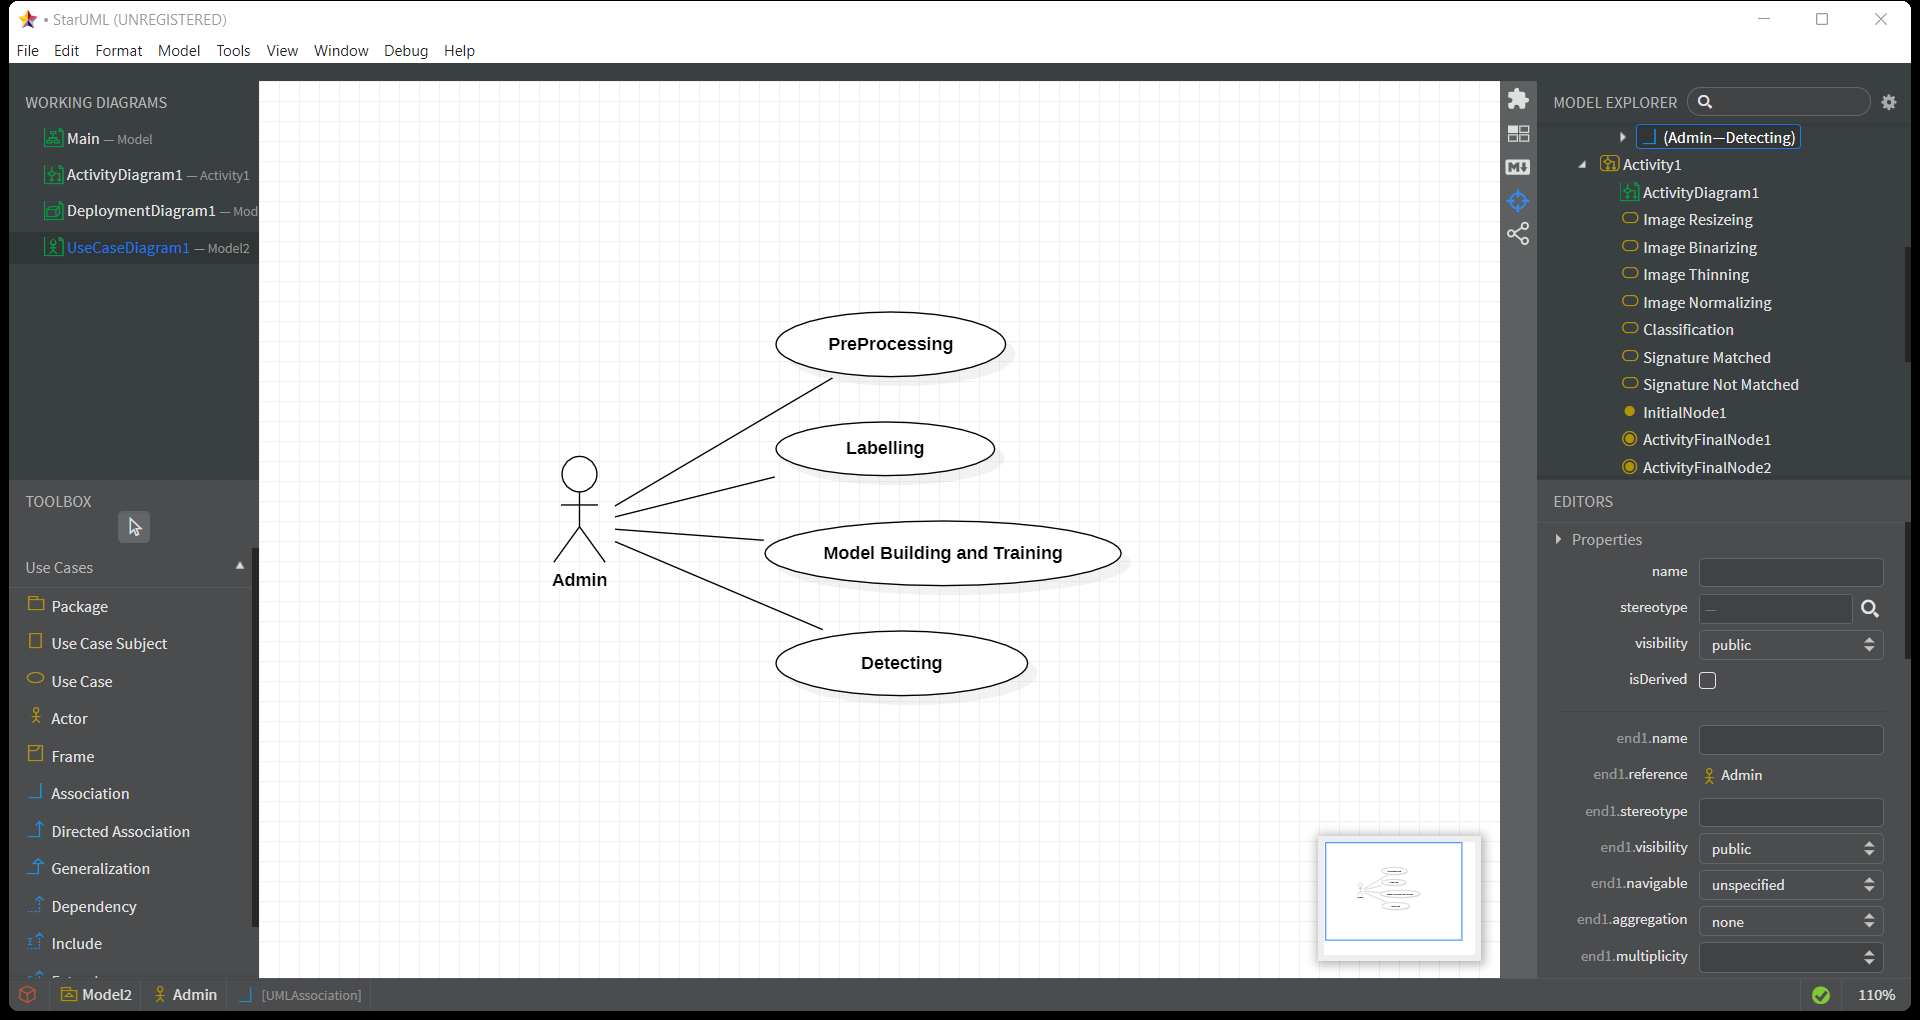 • StarUML (UNREGISTERED)
File Edit Format Model Tools View Window Debug Help
WORKING DIAGRAMS
Main — Model
ActivityDiagram1 — Activity1
DeploymentDiagram1 — Mod
UseCaseDiagram1 — Model2
TOOLBOX
Use Cases
Package
Use Case Subject
Use Case
Actor
Frame
Association
Directed Association
Generalization
Dependency
Include
PreProcessing
Labelling
Model Building and Training
Detecting
Admin
MODEL EXPLORER
(Admin—Detecting)
Activity1
ActivityDiagram1
Image Resizeing
Image Binarizing
Image Thinning
Image Normalizing
Classification
Signature Matched
Signature Not Matched
InitialNode1
ActivityFinalNode1
ActivityFinalNode2
EDITORS
Properties
name
stereotype —
visibility public
isDerived
end1.name
end1.reference Admin
end1.stereotype
end1.visibility public
end1.navigable unspecified
end1.aggregation none
end1.multiplicity
Model2 Admin [UMLAssociation]
110%